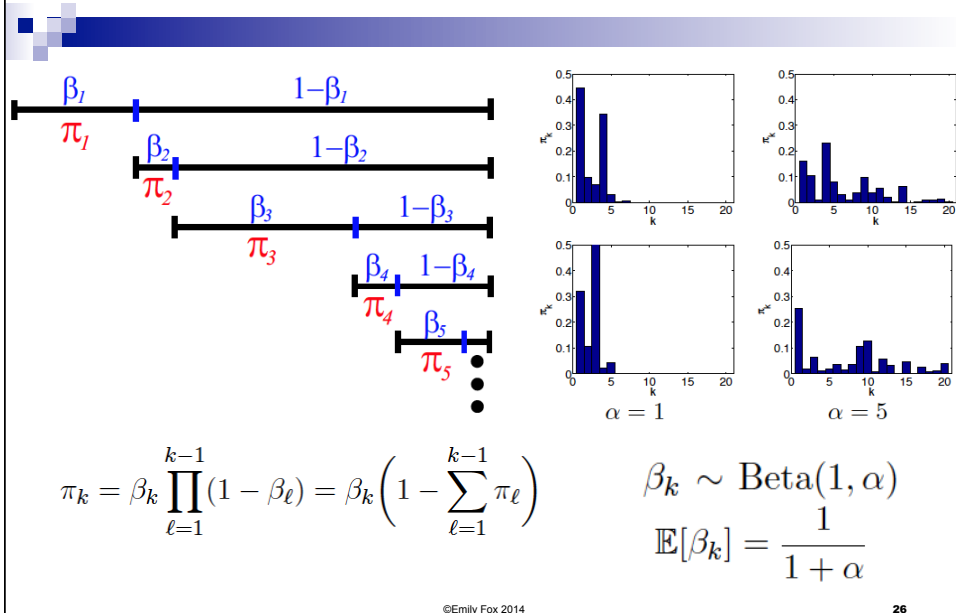 β1 1−β1
π1
β2 1−β2
π2
β3 1−β3
π3
β4 1−β4
π4
β5
π5
0.5
0.4
0.3
0.2
0.1
0
πk
0 5 10 15 20
k
0.5
0.4
0.3
0.2
0.1
0
πk
0 5 10 15 20
k
0.5
0.4
0.3
0.2
0.1
0
πk
0 5 10 15 20
k
α = 1
0.5
0.4
0.3
0.2
0.1
0
πk
0 5 10 15 20
k
α = 5
πk = βk ∏_{ℓ=1}^{k−1} (1 − βℓ) = βk (1 − ∑_{ℓ=1}^{k−1} πℓ)
βk ∼ Beta(1, α)
𝔼[βk] = 1 / (1 + α)
©Emily Fox 2014
26